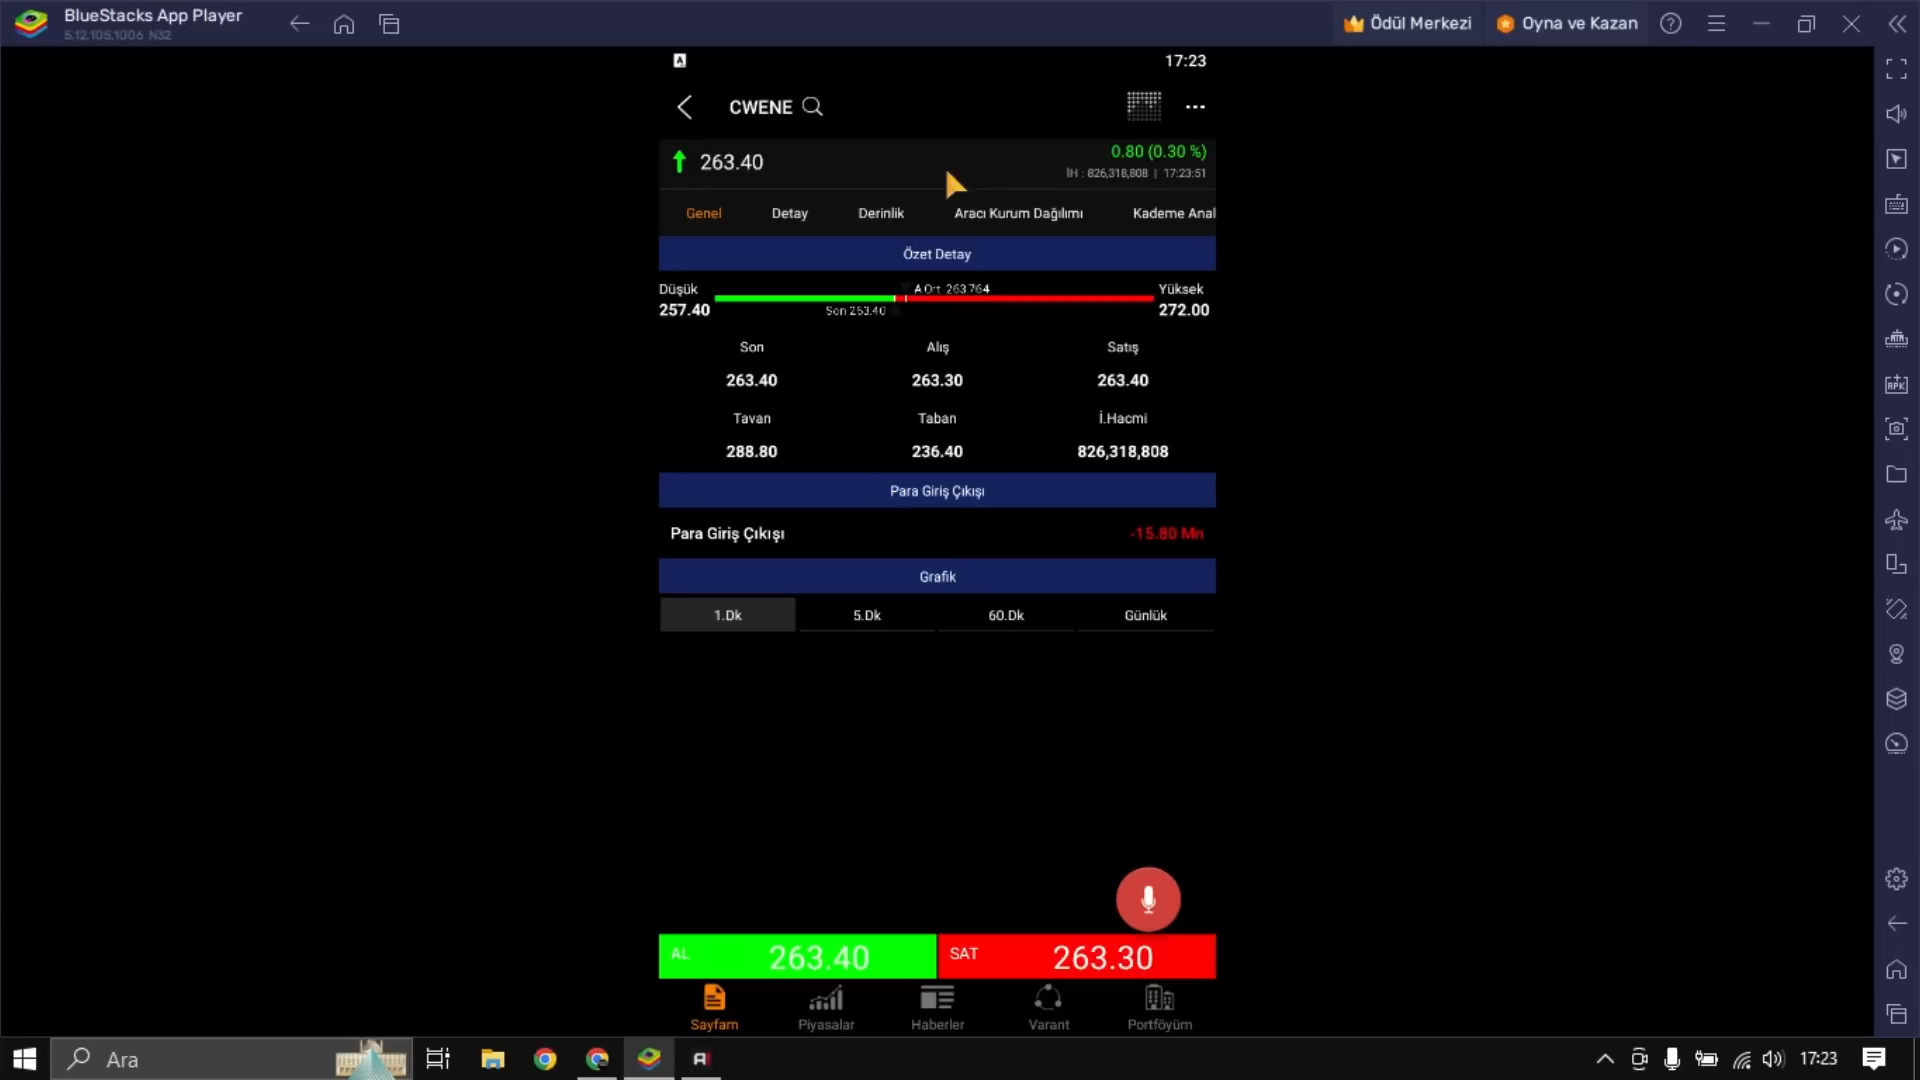 BlueStacks App Player
5.12.105.1006 N32
Ödül Merkezi
Oyna ve Kazan
17:23
CWENE
263.40
0.80 (0.30 %)
İH : 826,318,808 | 17:23:51
Genel Detay Derinlik Aracı Kurum Dağılımı Kademe Anal
Özet Detay
Düşük A.Ort 263.764 Yüksek
257.40 Son 263.40 272.00
Son Alış Satış
263.40 263.30 263.40
Tavan Taban İ.Hacmi
288.80 236.40 826,318,808
Para Giriş Çıkışı
Para Giriş Çıkışı -15.80 Mn
Grafik
1.Dk 5.Dk 60.Dk Günlük
AL 263.40 SAT 263.30
Sayfam Piyasalar Haberler Varant Portföyüm
Ara
17:23